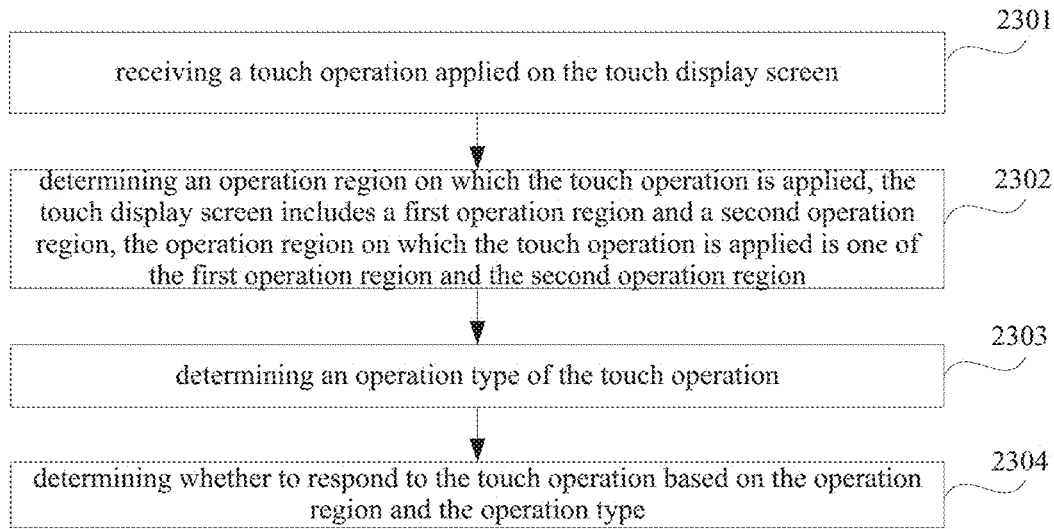 2301
receiving a touch operation applied on the touch display screen
2302
determining an operation region on which the touch operation is applied, the
touch display screen includes a first operation region and a second operation
region, the operation region on which the touch operation is applied is one of
the first operation region and the second operation region
2303
determining an operation type of the touch operation
2304
determining whether to respond to the touch operation based on the operation
region and the operation type